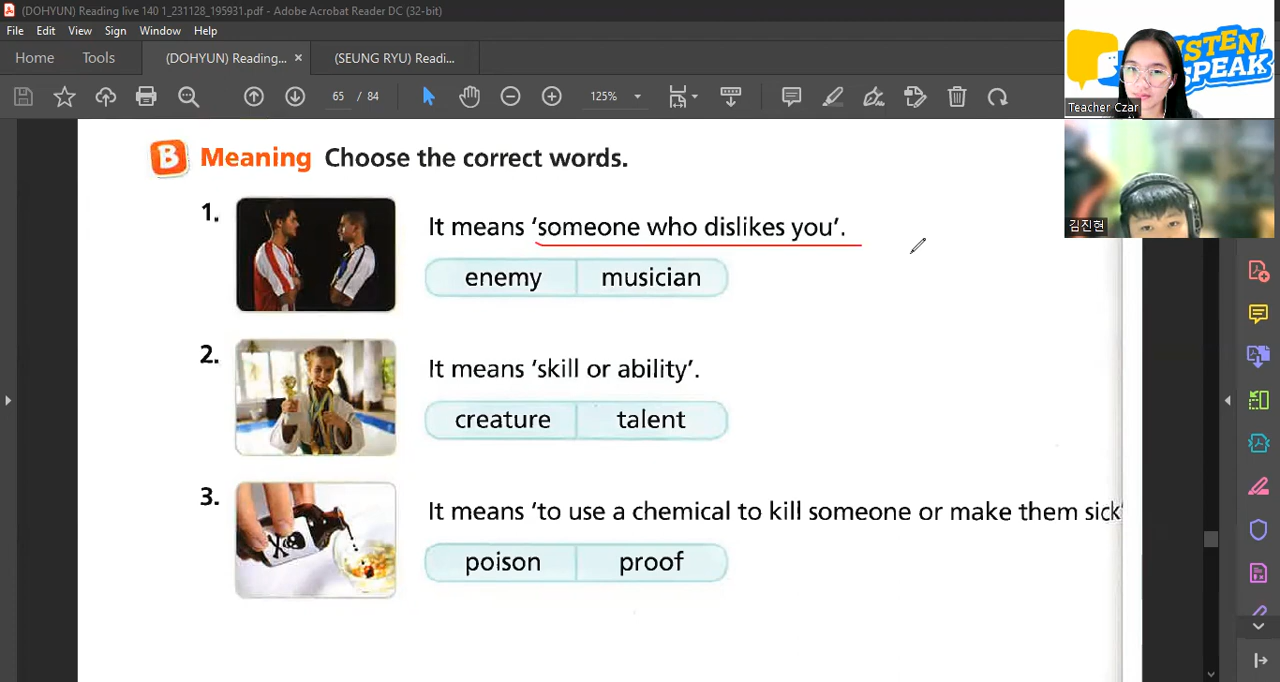 (DOHYUN) Reading live 140 1_231128_195931.pdf - Adobe Acrobat Reader DC (32-bit)
File Edit View Sign Window Help
Home Tools (DOHYUN) Reading... × (SEUNG RYU) Readi...
65 / 84 125%
ISTEN
SPEAK
Teacher Czar
김진현
B Meaning Choose the correct words.
1. It means ‘someone who dislikes you’.
enemy musician
2. It means ‘skill or ability’.
creature talent
3. It means ‘to use a chemical to kill someone or make them sick’
poison proof